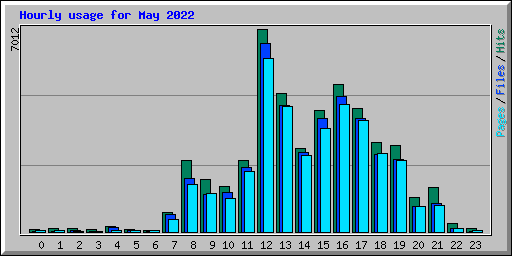 Hourly usage for May 2022
7012
Pages / Files / Hits
0 1 2 3 4 5 6 7 8 9 10 11 12 13 14 15 16 17 18 19 20 21 22 23